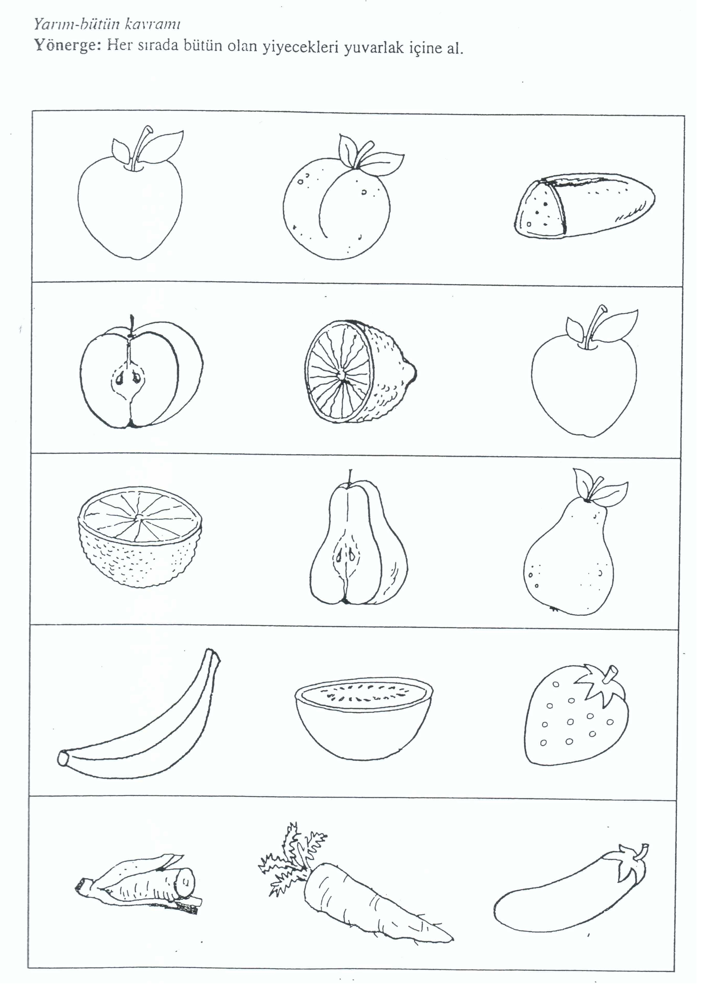 Yarım-bütün kavramı
Yönerge: Her sırada bütün olan yiyecekleri yuvarlak içine al.